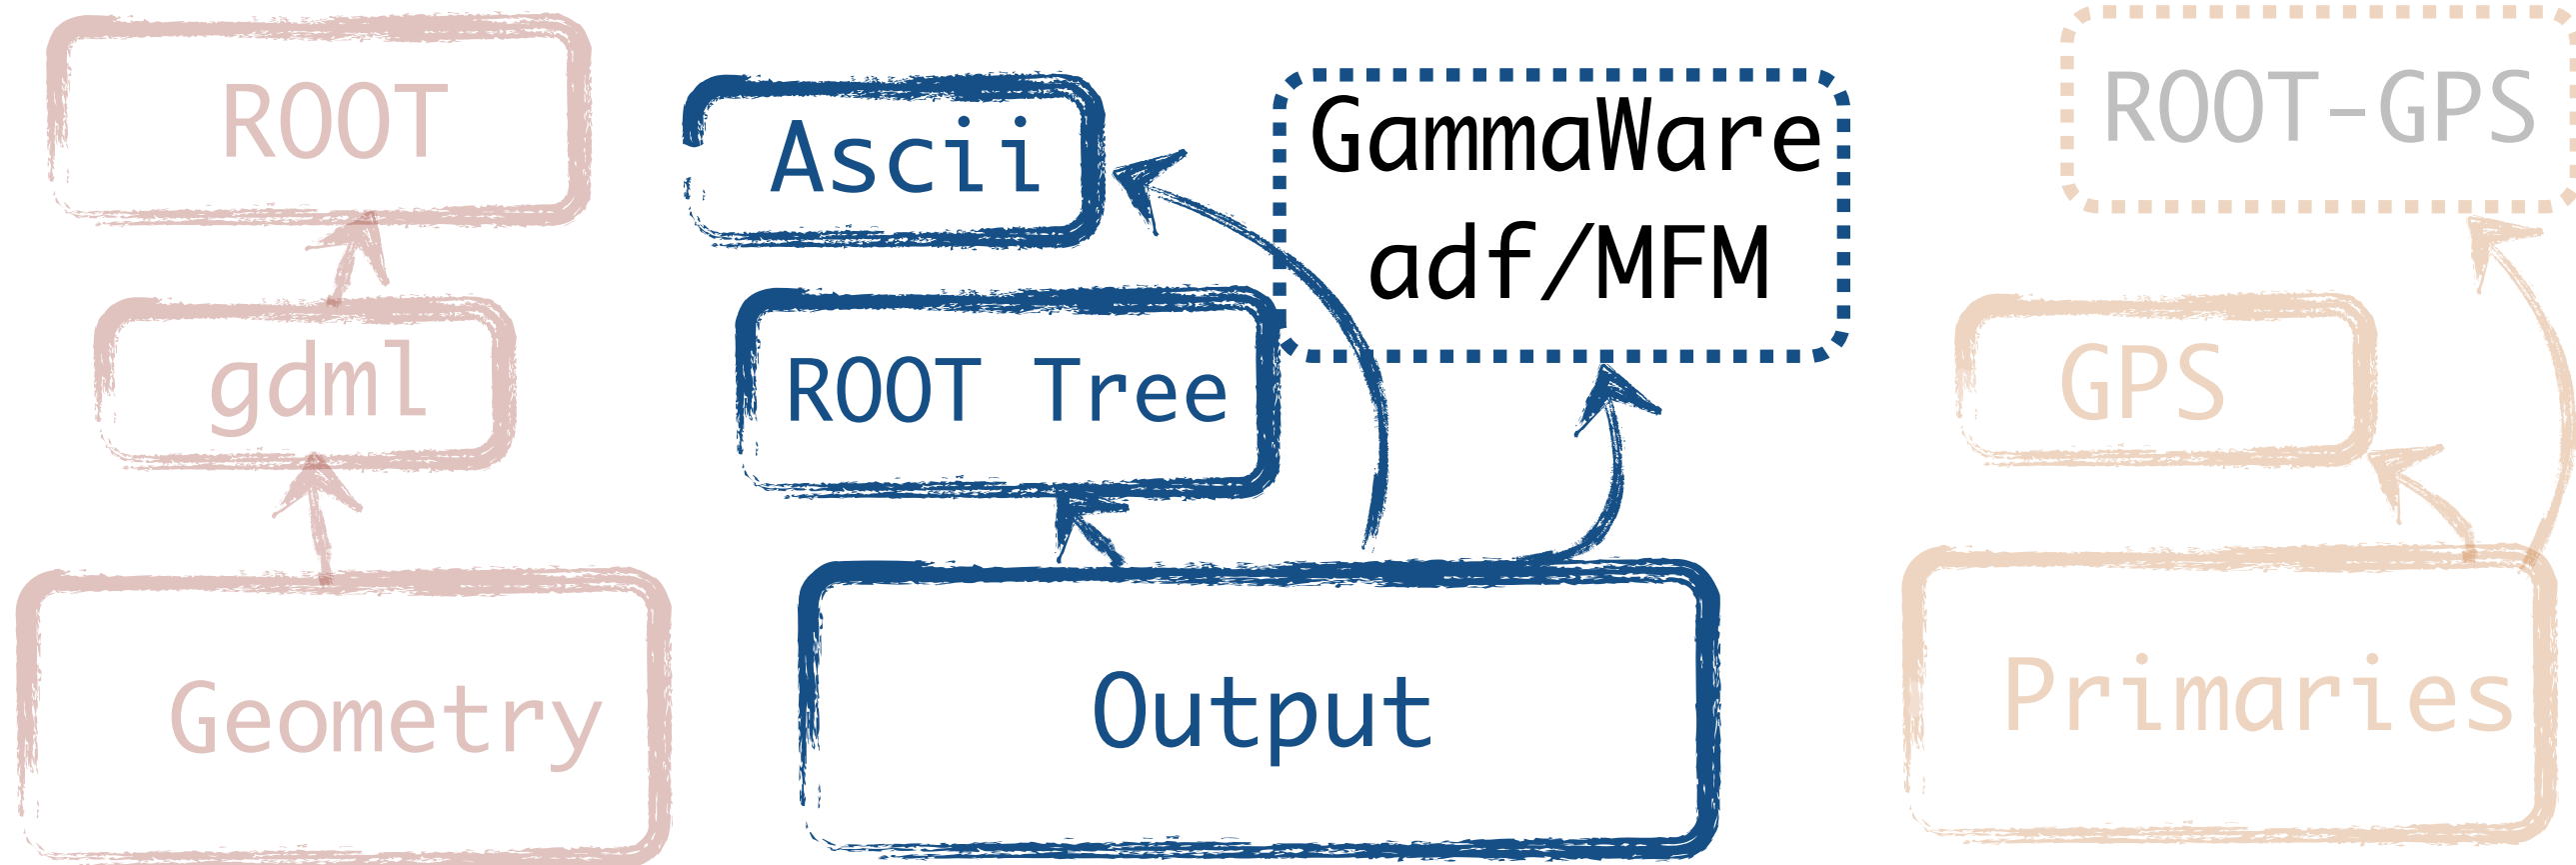 ROOT
gdml
Geometry
Ascii
ROOT Tree
GammaWare
adf/MFM
Output
ROOT-GPS
GPS
Primaries